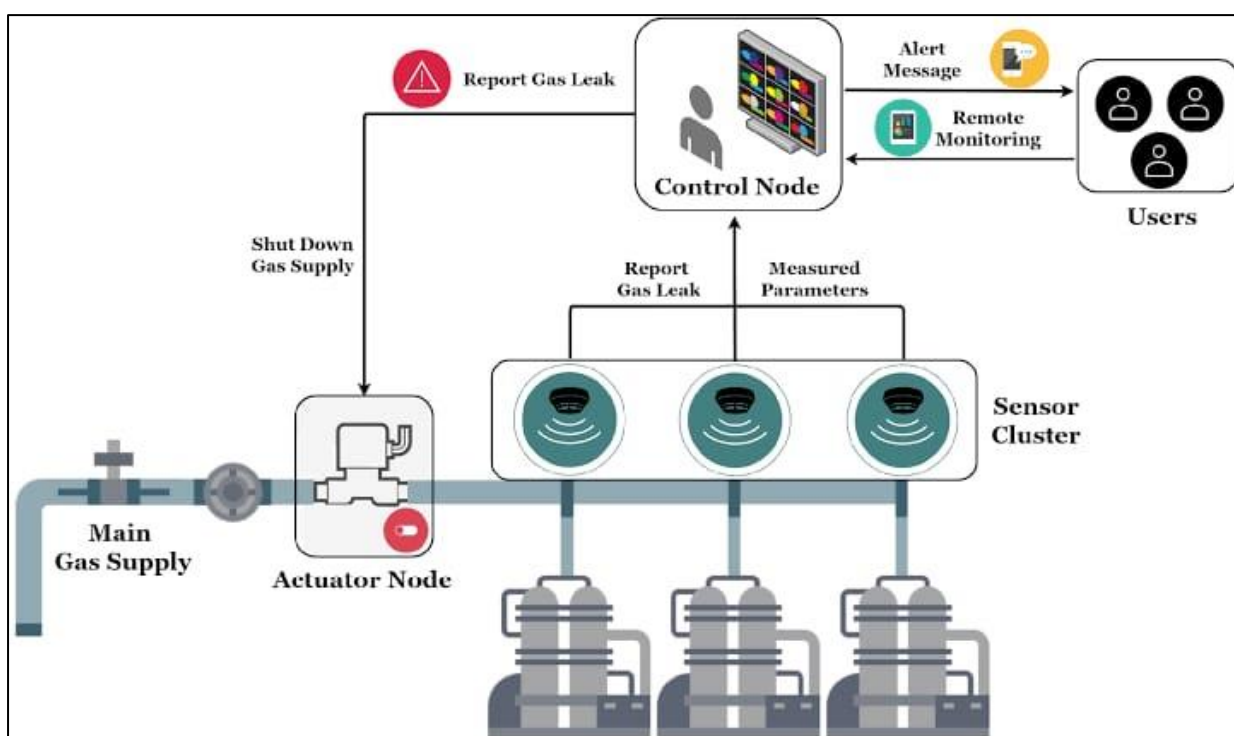 Report Gas Leak
Alert
Message
Remote
Monitoring
Control Node
Users
Shut Down
Gas Supply
Report
Gas Leak
Measured
Parameters
Sensor
Cluster
Main
Gas Supply
Actuator Node